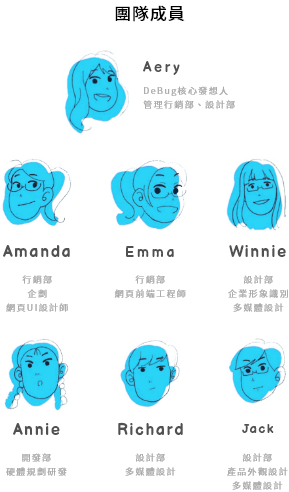 團隊成員
Aery
DeBug核心發想人
管理行銷部、設計部
Amanda
行銷部
企劃
網頁UI設計師
Emma
行銷部
網頁前端工程師
Winnie
設計部
企業形象識別
多媒體設計
Annie
開發部
硬體規劃研發
Richard
設計部
多媒體設計
Jack
設計部
產品外觀設計
多媒體設計